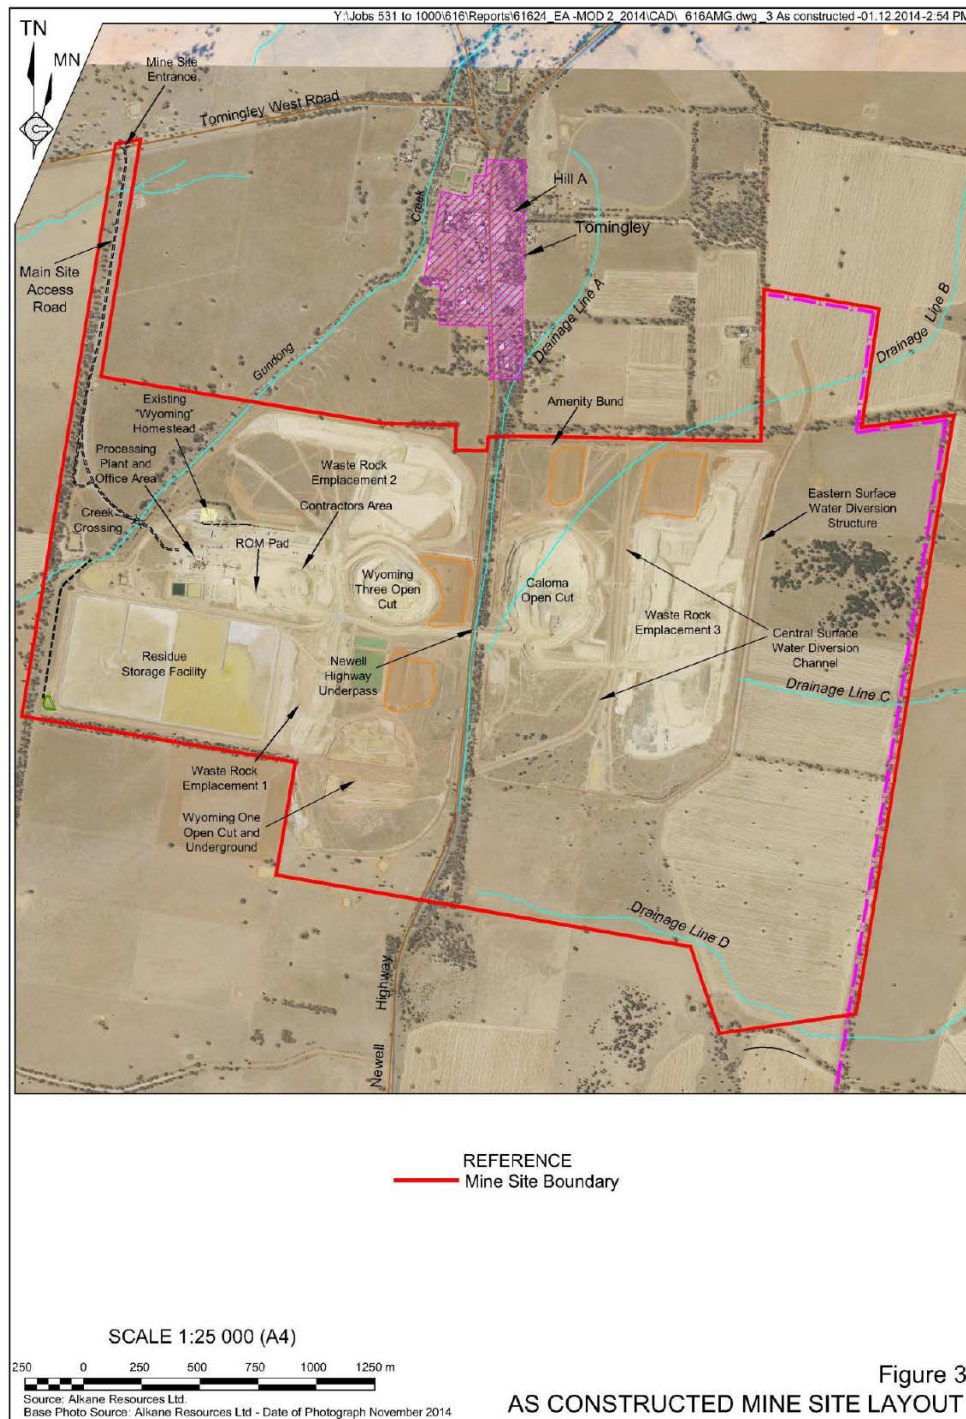 Y:\Jobs 531 to 1000\616\Reports\61624_EA -MOD 2_2014\CAD\_616AMG.dwg_3 As constructed -01.12.2014-2:54 PM
TN
MN
Mine Site
Entrance
Tomingley West Road
Creek
Hill A
Tomingley
Main Site
Access
Road
Drainage Line A
Drainage Line B
Gundong
Existing
"Wyoming"
Homestead
Amenity Bund
Processing
Plant and
Office Area
Waste Rock
Emplacement 2
Contractors Area
Creek
Crossing
ROM Pad
Eastern Surface
Water Diversion
Structure
Wyoming
Three Open
Cut
Caloma
Open Cut
Waste Rock
Emplacement 3
Central Surface
Water Diversion
Channel
Residue
Storage Facility
Newell
Highway
Underpass
Drainage Line C
Waste Rock
Emplacement 1
Wyoming One
Open Cut and
Underground
Drainage Line D
Newell Highway
REFERENCE
Mine Site Boundary
SCALE 1:25 000 (A4)
250 0 250 500 750 1000 1250 m
Source: Alkane Resources Ltd.
Base Photo Source: Alkane Resources Ltd - Date of Photograph November 2014
Figure 3
AS CONSTRUCTED MINE SITE LAYOUT